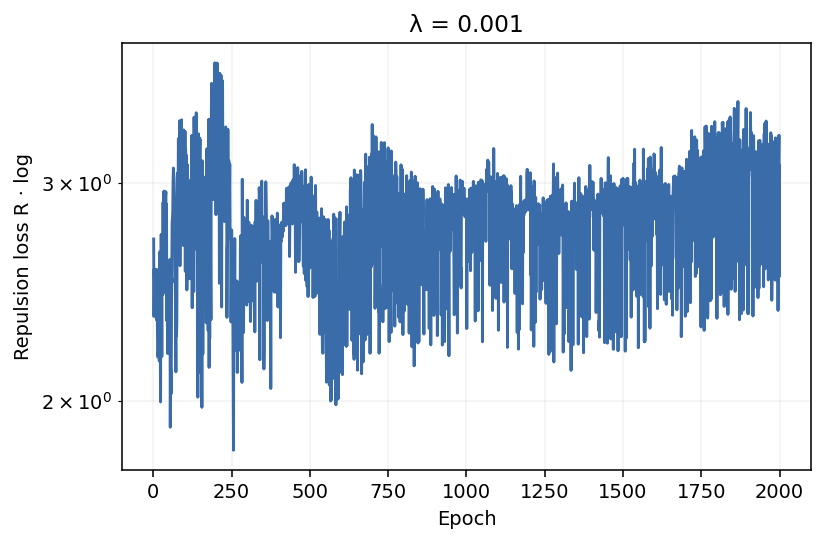 λ = 0.001
Repulsion loss R · log
3 × 10⁰
2 × 10⁰
0 250 500 750 1000 1250 1500 1750 2000
Epoch